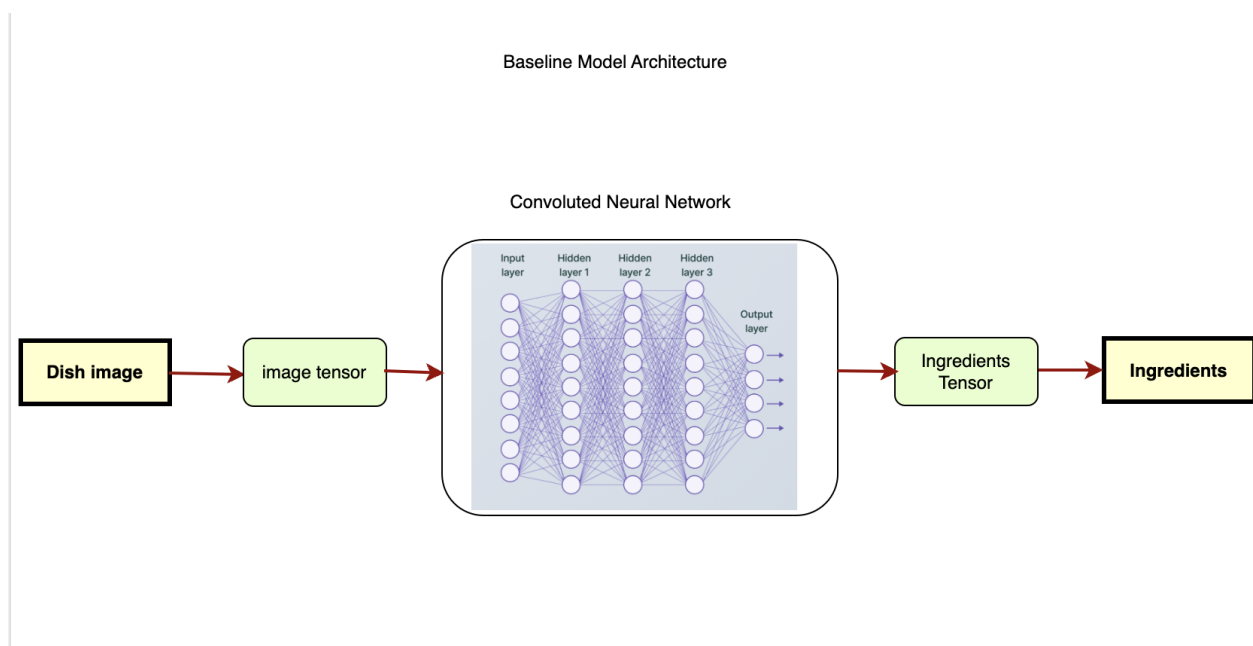 Baseline Model Architecture
Convoluted Neural Network
Input
layer
Hidden
layer 1
Hidden
layer 2
Hidden
layer 3
Output
layer
Dish image
image tensor
Ingredients
Tensor
Ingredients